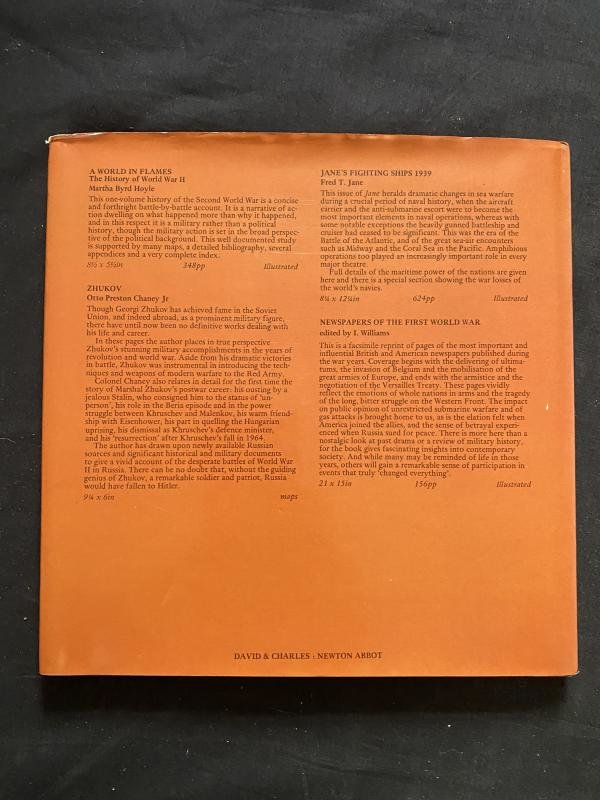 A WORLD IN FLAMES
The History of World War II
Martha Byrd Hoyle
This one-volume history of the Second World War is a concise
and forthright battle-by-battle account. It is a narrative of ac-
tion dwelling on what happened more than why it happened,
and in this respect it is a military rather than a political
history, though the military action is set in the broad perspec-
tive of the political background. This well documented study
is supported by many maps, a detailed bibliography, several
appendices and a very complete index.
8½ x 5½in 348pp Illustrated
ZHUKOV
Otto Preston Chaney Jr
Though Georgi Zhukov has achieved fame in the Soviet
Union, and indeed abroad, as a prominent military figure,
there have until now been no definitive works dealing with
his life and career.
In these pages the author places in true perspective
Zhukov's stunning military accomplishments in the years of
revolution and world war. Aside from his dramatic victories
in battle, Zhukov was instrumental in introducing the tech-
niques and weapons of modern warfare to the Red Army.
Colonel Chaney also relates in detail for the first time the
story of Marshal Zhukov's postwar career: his ousting by a
jealous Stalin, who consigned him to the status of 'un-
person', his role in the Beria episode and in the power
struggle between Khruschev and Malenkov, his warm friend-
ship with Eisenhower, his part in quelling the Hungarian
uprising, his dismissal as Khruschev's defence minister,
and his 'resurrection' after Khruschev's fall in 1964.
The author has drawn upon newly available Russian
sources and significant historical and military documents
to give a vivid account of the desperate battles of World War
II in Russia. There can be no doubt that, without the guiding
genius of Zhukov, a remarkable soldier and patriot, Russia
would have fallen to Hitler.
9¼ x 6in maps
JANE'S FIGHTING SHIPS 1939
Fred T. Jane
This issue of Jane heralds dramatic changes in sea warfare
during a crucial period of naval history, when the aircraft
carrier and the anti-submarine escort were to become the
most important elements in naval operations, whereas with
some notable exceptions the heavily gunned battleship and
cruiser had ceased to be significant. This was the era of the
Battle of the Atlantic, and of the great sea-air encounters
such as Midway and the Coral Sea in the Pacific. Amphibious
operations too played an increasingly important role in every
major theatre.
Full details of the maritime power of the nations are given
here and there is a special section showing the war losses of
the world's navies.
8¼ x 12¼in 624pp Illustrated
NEWSPAPERS OF THE FIRST WORLD WAR
edited by I. Williams
This is a facsimile reprint of pages of the most important and
influential British and American newspapers published during
the war years. Coverage begins with the delivering of ultima-
tums, the invasion of Belgium and the mobilisation of the
great armies of Europe, and ends with the armistice and the
negotiation of the Versailles Treaty. These pages vividly
reflect the emotions of whole nations in arms and the tragedy
of the long, bitter struggle on the Western Front. The impact
on public opinion of unrestricted submarine warfare and of
gas attacks is brought home to us, as is the elation felt when
America joined the allies, and the sense of betrayal experi-
enced when Russia sued for peace. There is more here than a
nostalgic look at past drama or a review of military history,
for the book gives fascinating insights into contemporary
society. And while many may be reminded of life in those
years, others will gain a remarkable sense of participation in
events that truly 'changed everything'.
21 x 15in 156pp Illustrated
DAVID & CHARLES : NEWTON ABBOT